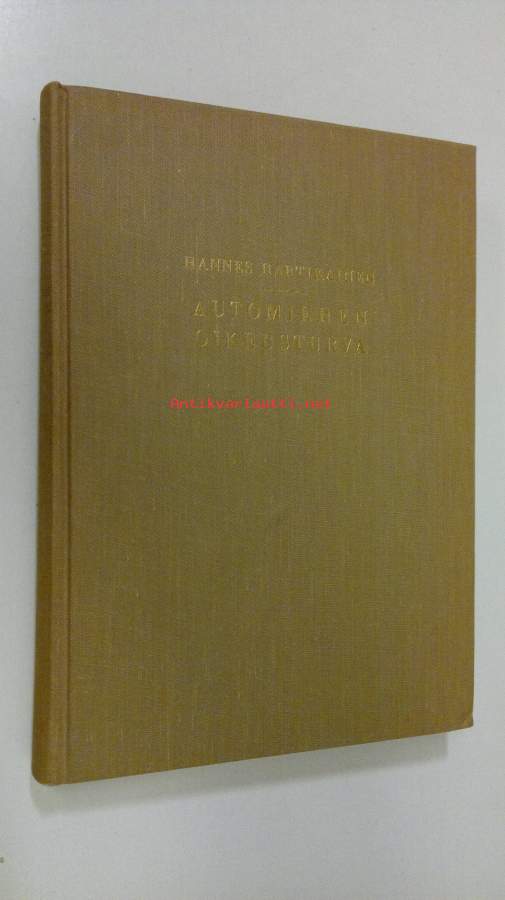 HANNES HARTIKAINEN
AUTOMIEHEN
OIKEUSTURVA
Antikvariaatti.net